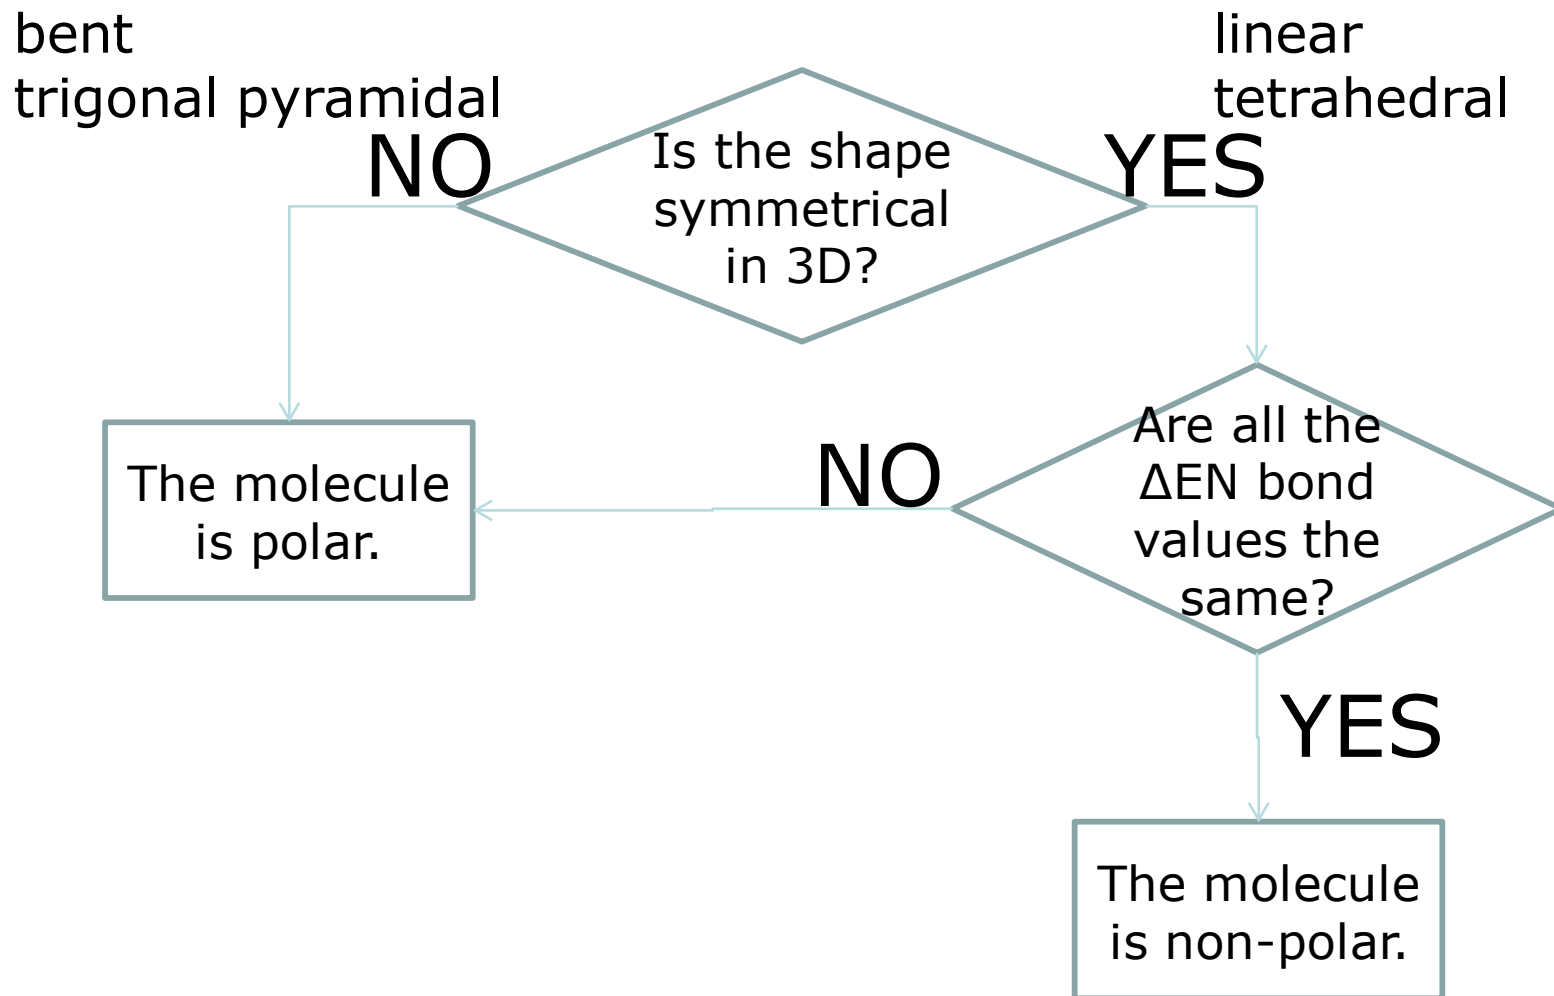 bent
trigonal pyramidal
linear
tetrahedral
NO
Is the shape
symmetrical
in 3D?
YES
The molecule
is polar.
NO
Are all the
ΔEN bond
values the
same?
YES
The molecule
is non-polar.